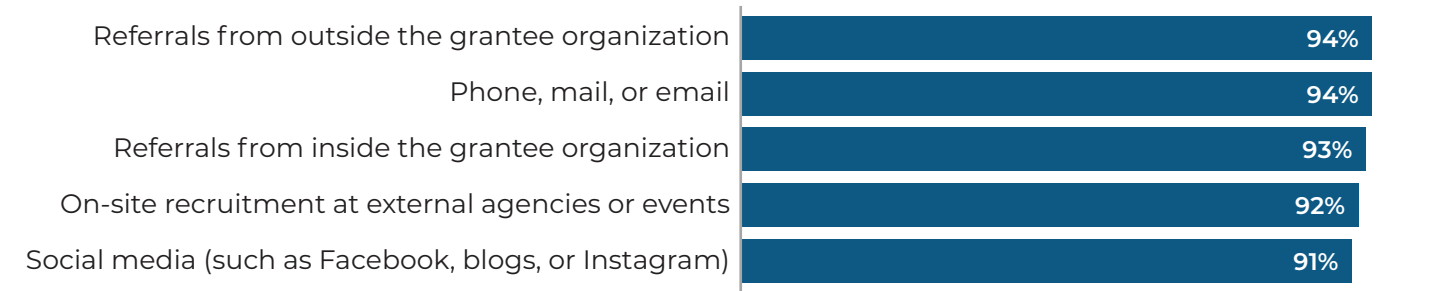 Referrals from outside the grantee organization 94%
Phone, mail, or email 94%
Referrals from inside the grantee organization 93%
On-site recruitment at external agencies or events 92%
Social media (such as Facebook, blogs, or Instagram) 91%